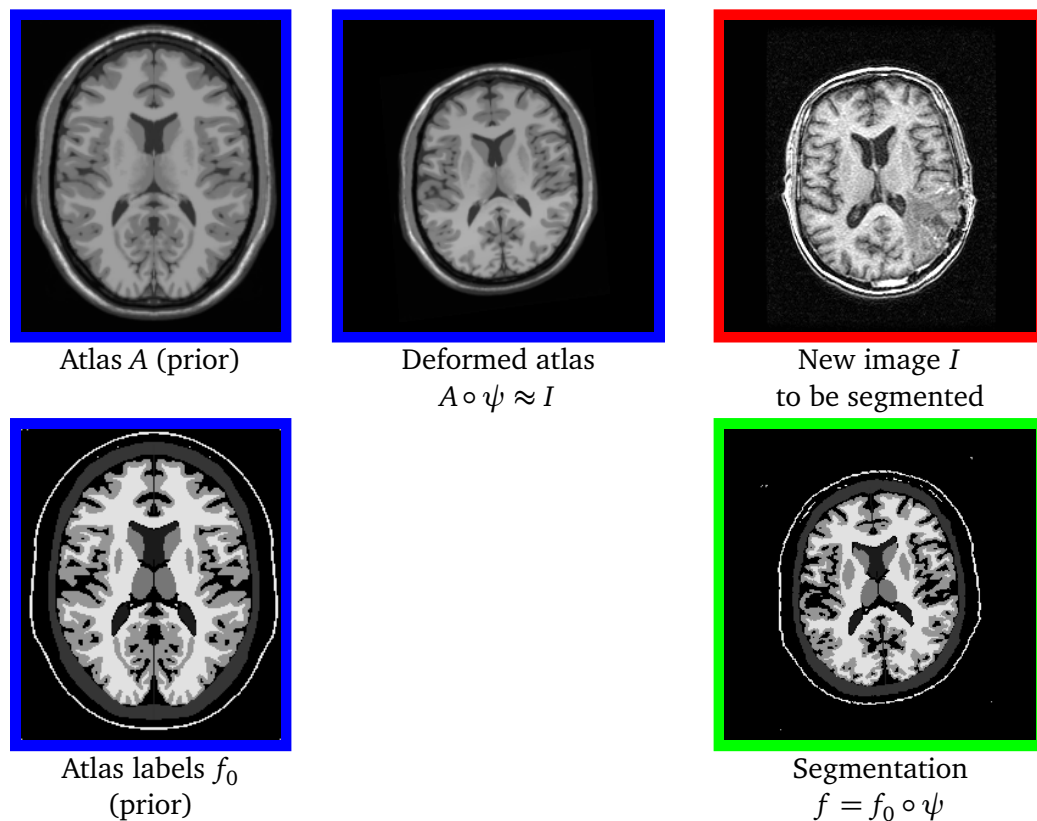 Atlas A (prior)
Deformed atlas
A ∘ ψ ≈ I
New image I
to be segmented
Atlas labels f₀
(prior)
Segmentation
f = f₀ ∘ ψ